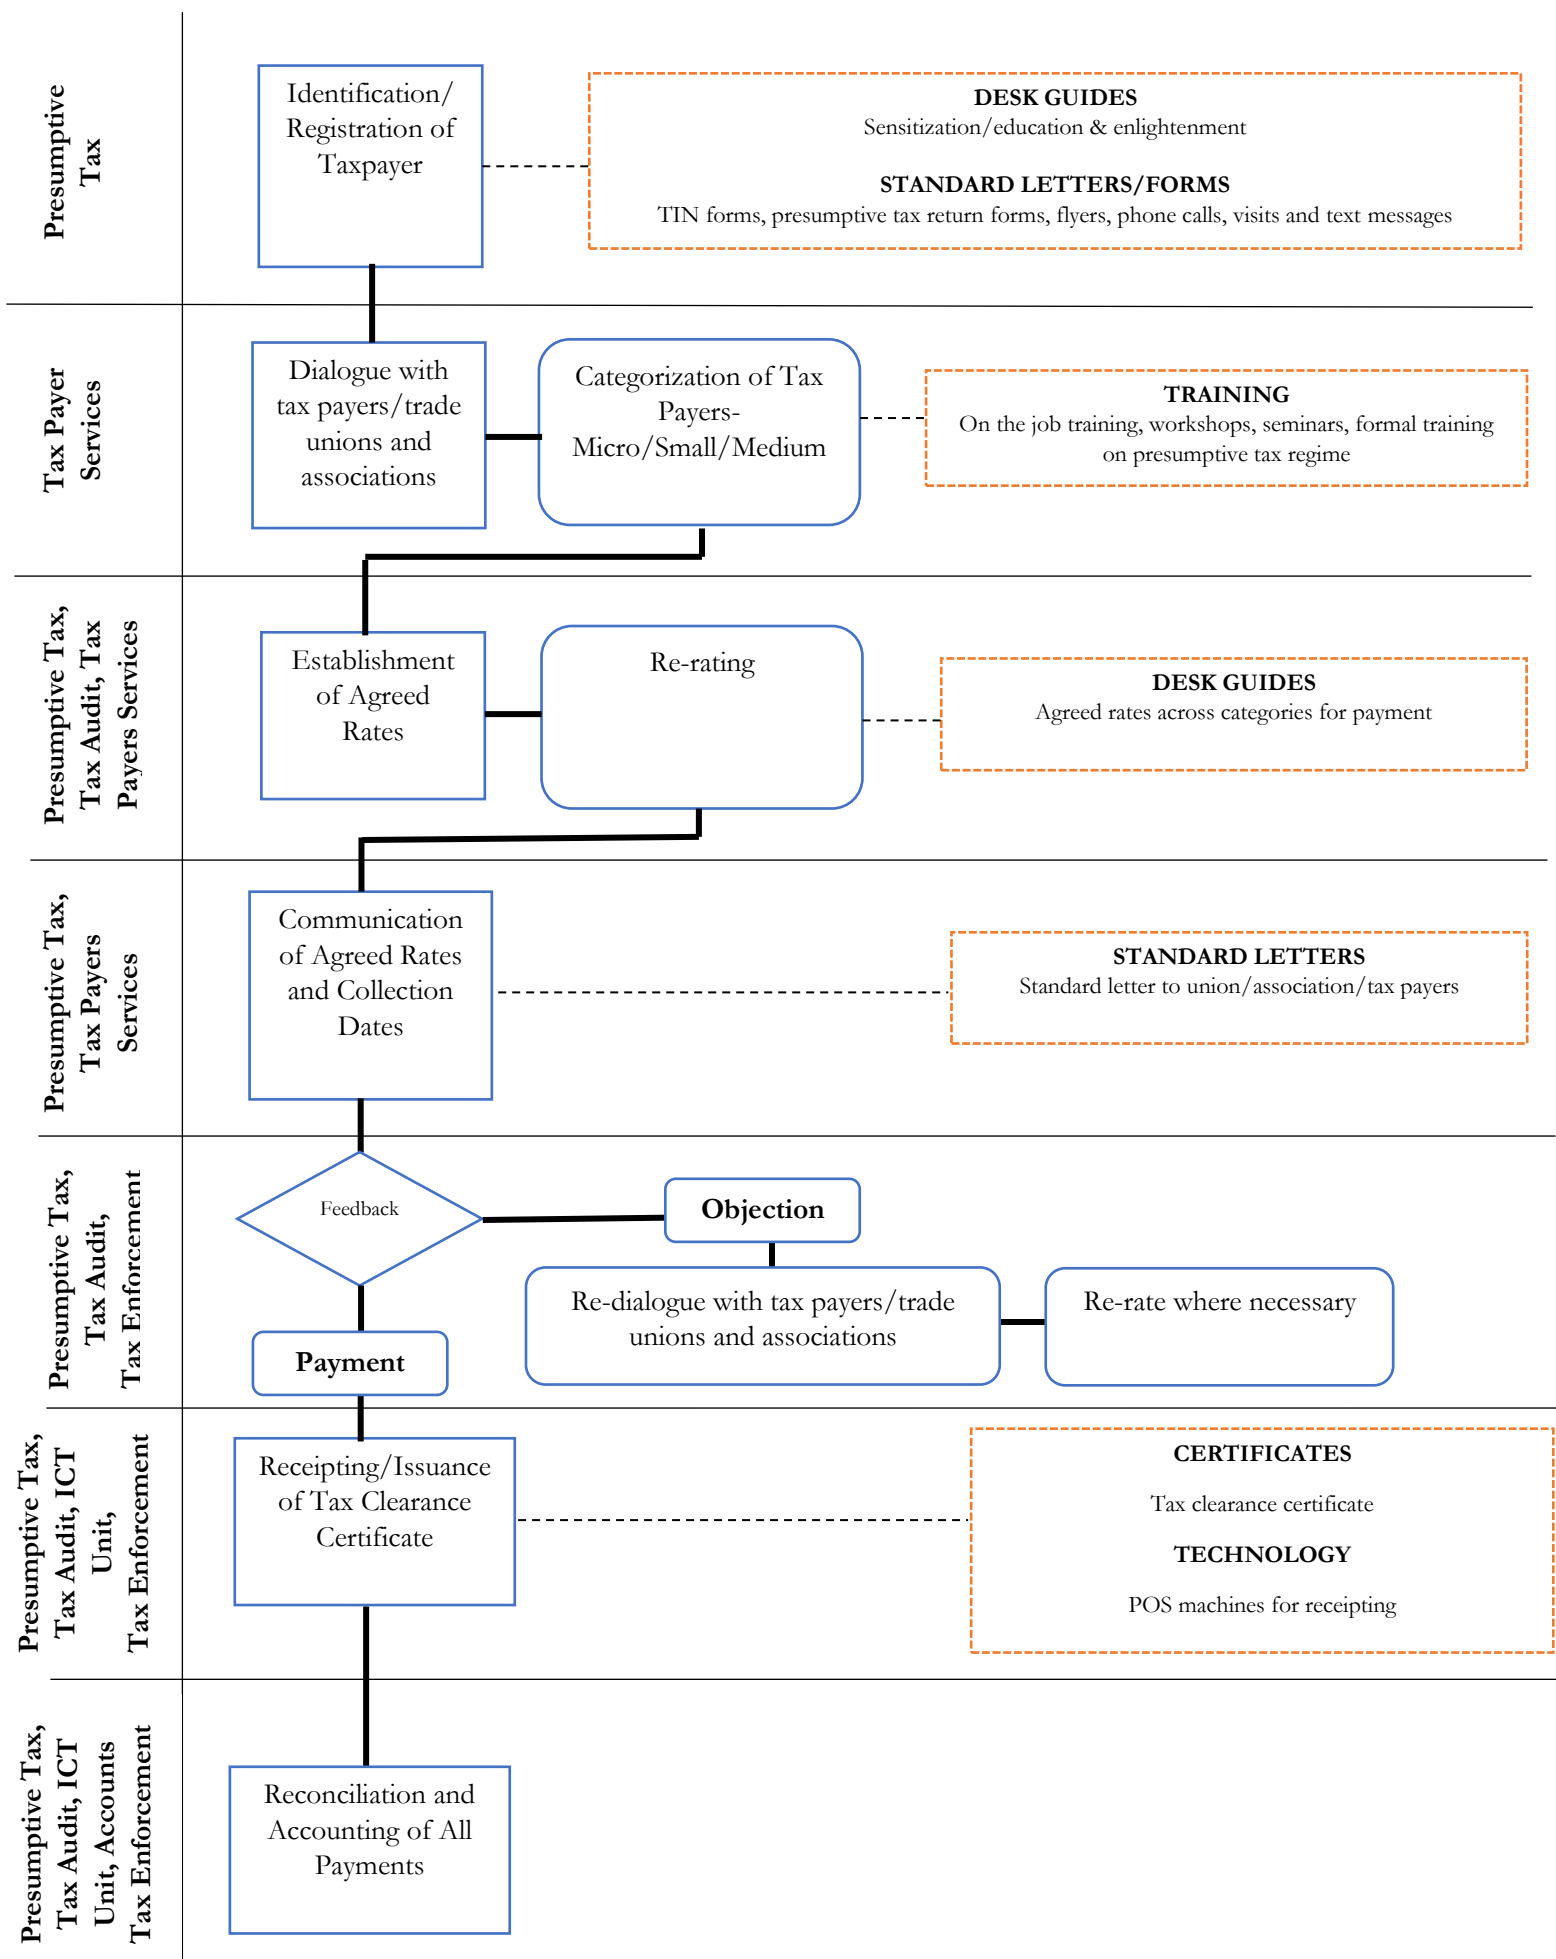 Presumptive
Tax
Identification/
Registration of
Taxpayer
DESK GUIDES
Sensitization/education & enlightenment
STANDARD LETTERS/FORMS
TIN forms, presumptive tax return forms, flyers, phone calls, visits and text messages
Tax Payer
Services
Dialogue with
tax payers/trade
unions and
associations
Categorization of Tax
Payers-
Micro/Small/Medium
TRAINING
On the job training, workshops, seminars, formal training
on presumptive tax regime
Presumptive Tax,
Tax Audit, Tax
Payers Services
Establishment
of Agreed
Rates
Re-rating
DESK GUIDES
Agreed rates across categories for payment
Presumptive Tax,
Tax Payers
Services
Communication
of Agreed Rates
and Collection
Dates
STANDARD LETTERS
Standard letter to union/association/tax payers
Presumptive Tax,
Tax Audit,
Tax Enforcement
Feedback
Objection
Re-dialogue with tax payers/trade
unions and associations
Re-rate where necessary
Payment
Presumptive Tax,
Tax Audit, ICT
Unit,
Tax Enforcement
Receipting/Issuance
of Tax Clearance
Certificate
CERTIFICATES
Tax clearance certificate
TECHNOLOGY
POS machines for receipting
Presumptive Tax,
Tax Audit, ICT
Unit, Accounts
Tax Enforcement
Reconciliation and
Accounting of All
Payments